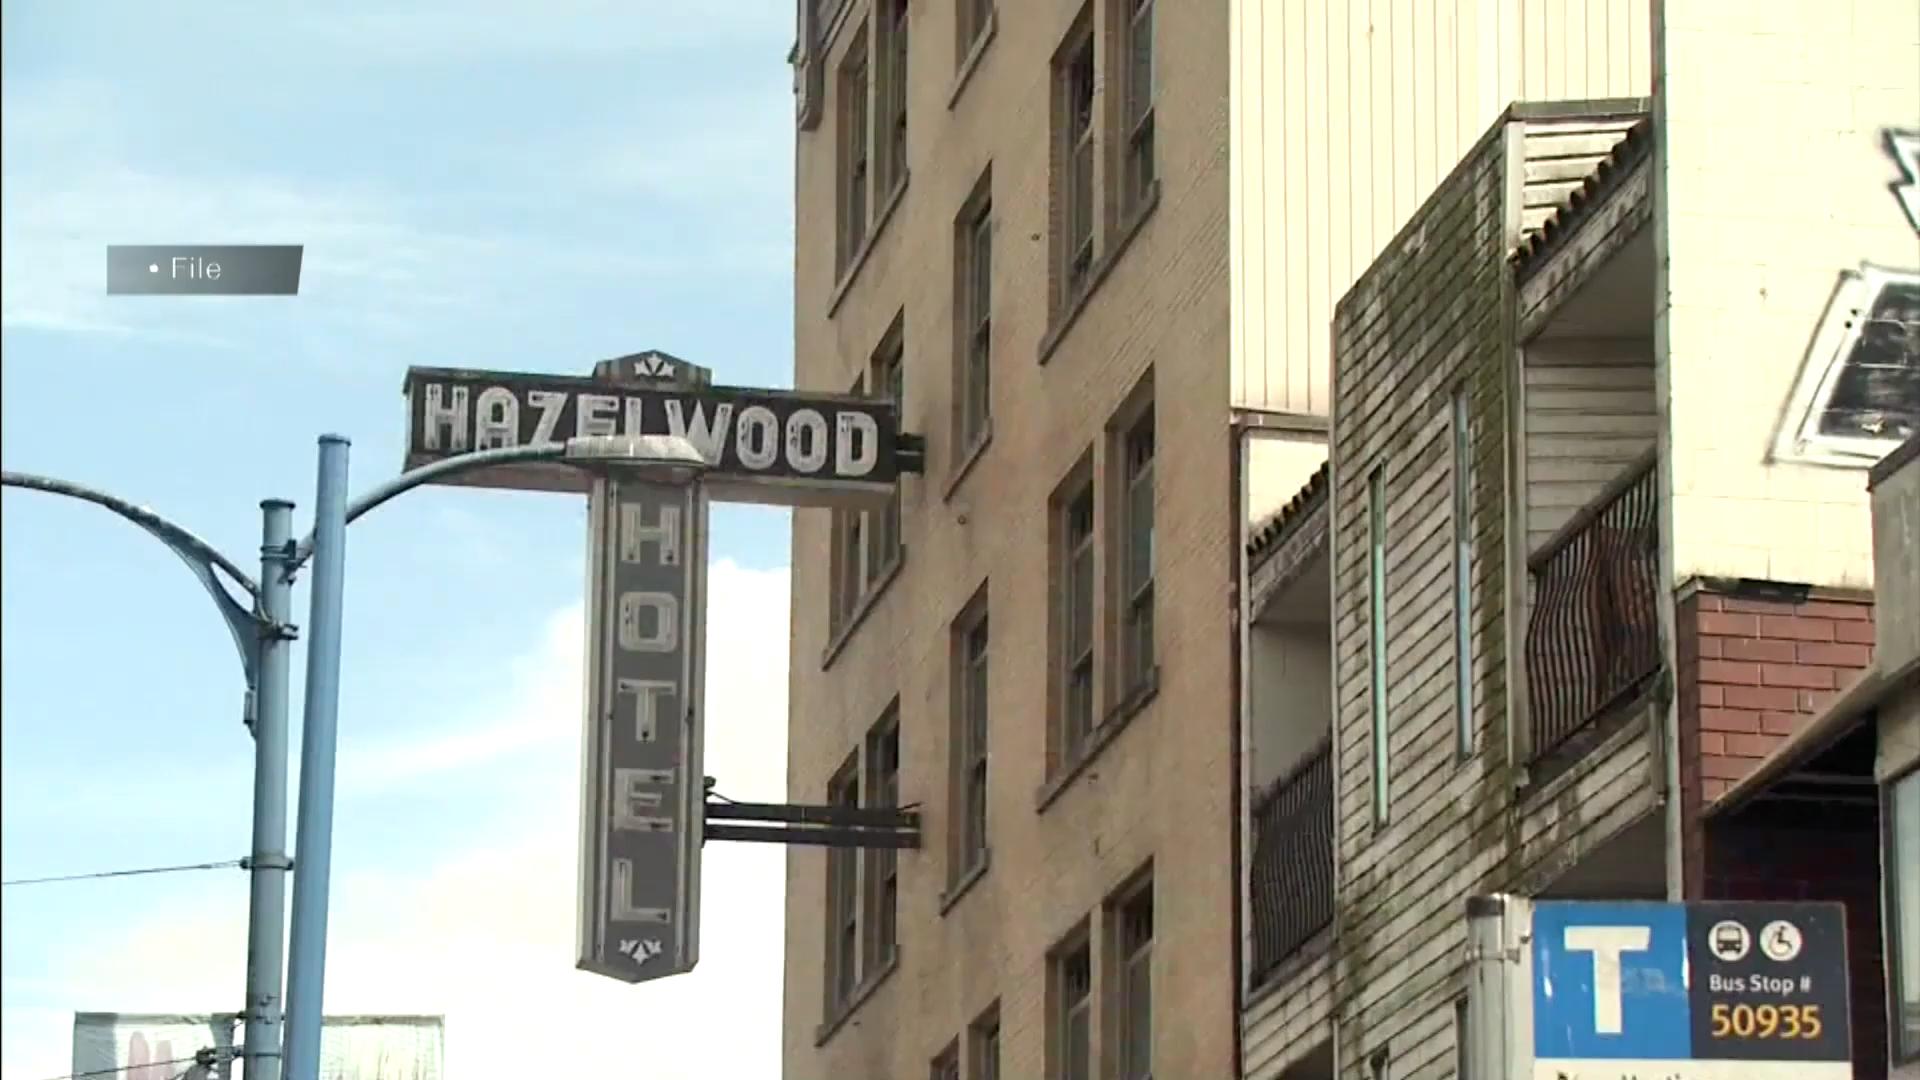 • File
HAZELWOOD
HOTEL
T
Bus Stop #
50935